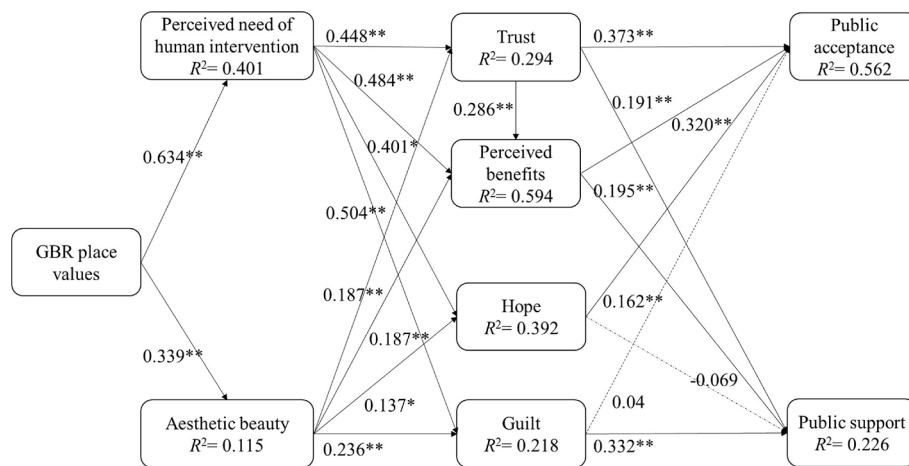 Perceived need of
human intervention
R²= 0.401
0.448**
Trust
R²= 0.294
0.373**
Public
acceptance
R²= 0.562
0.484**
0.286**
0.191**
0.320**
0.401*
Perceived
benefits
R²= 0.594
0.634**
0.195**
0.504**
GBR place
values
0.187**
Hope
R²= 0.392
0.162**
0.187**
0.339**
-0.069
0.137*
0.04
Aesthetic beauty
R²= 0.115
0.236**
Guilt
R²= 0.218
0.332**
Public support
R²= 0.226